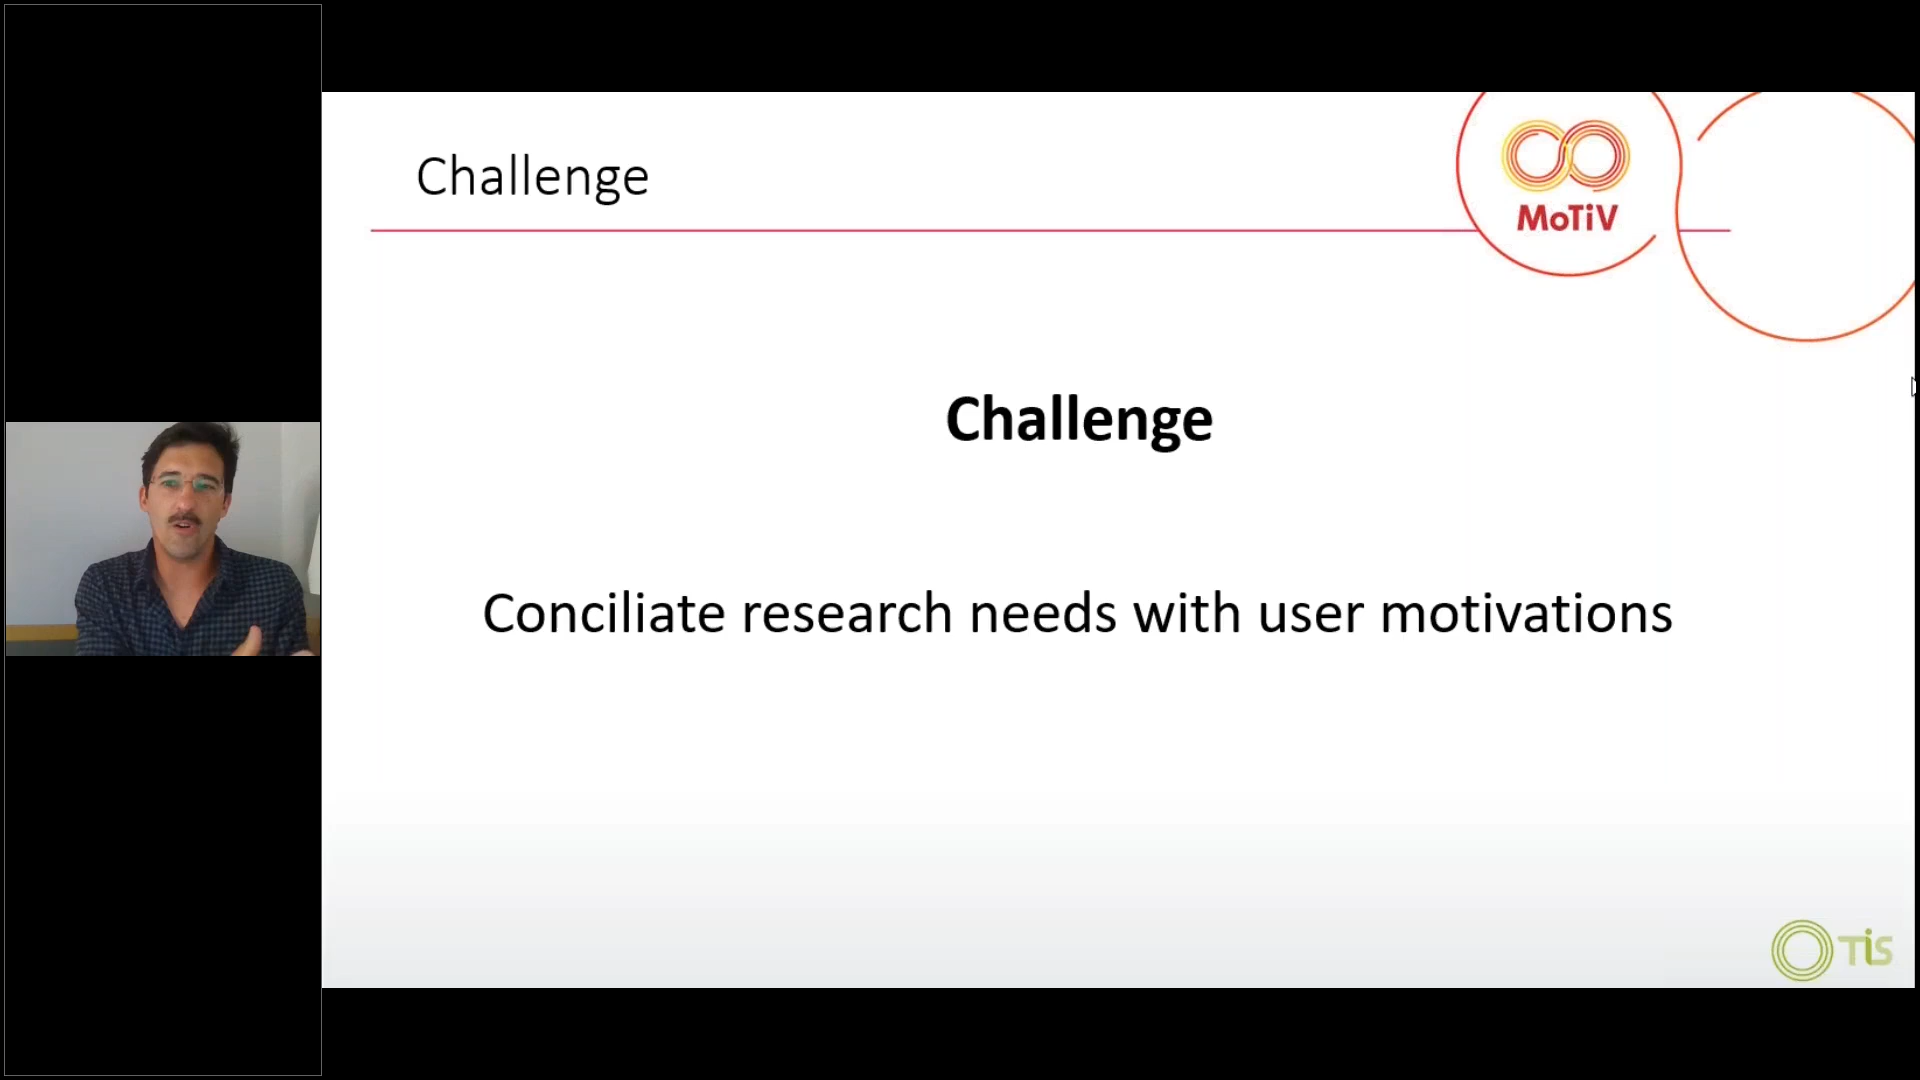 Challenge
MoTiV
Challenge
Conciliate research needs with user motivations
TiS